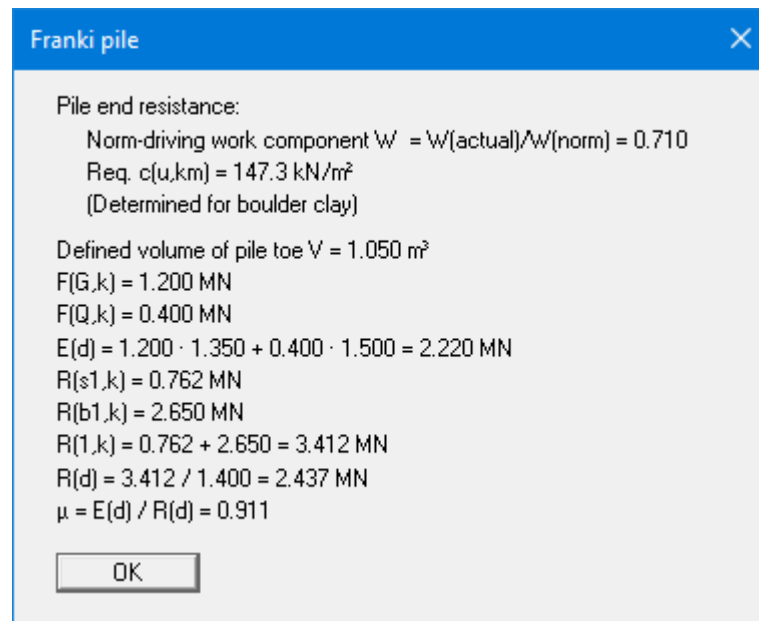 Franki pile
Pile end resistance:
Norm-driving work component W = W(actual)/W(norm) = 0.710
Req. c(u,km) = 147.3 kN/m²
(Determined for boulder clay)
Defined volume of pile toe V = 1.050 m³
F(G,k) = 1.200 MN
F(Q,k) = 0.400 MN
E(d) = 1.200 · 1.350 + 0.400 · 1.500 = 2.220 MN
R(s1,k) = 0.762 MN
R(b1,k) = 2.650 MN
R(1,k) = 0.762 + 2.650 = 3.412 MN
R(d) = 3.412 / 1.400 = 2.437 MN
µ = E(d) / R(d) = 0.911
OK